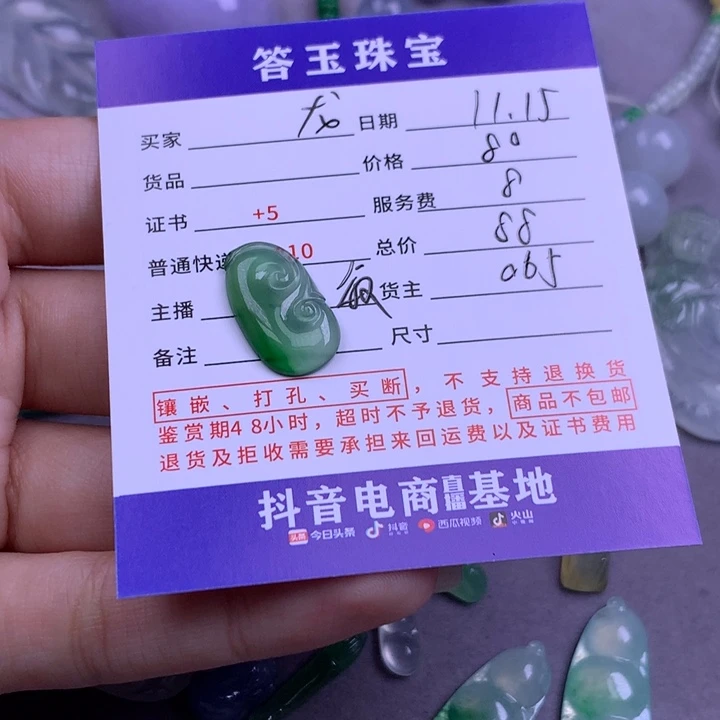 答玉珠宝
买家 龙 日期 11.15
货品 价格 80
证书 +5 服务费 8
普通快递 10 总价 88
主播 货主 065
备注 尺寸
镶嵌、打孔、买断，不支持退换货
鉴赏期48小时，超时不予退货，商品不包邮
退货及拒收需要承担来回运费以及证书费用
抖音电商直播基地
头条 今日头条 抖音 西瓜视频 火山